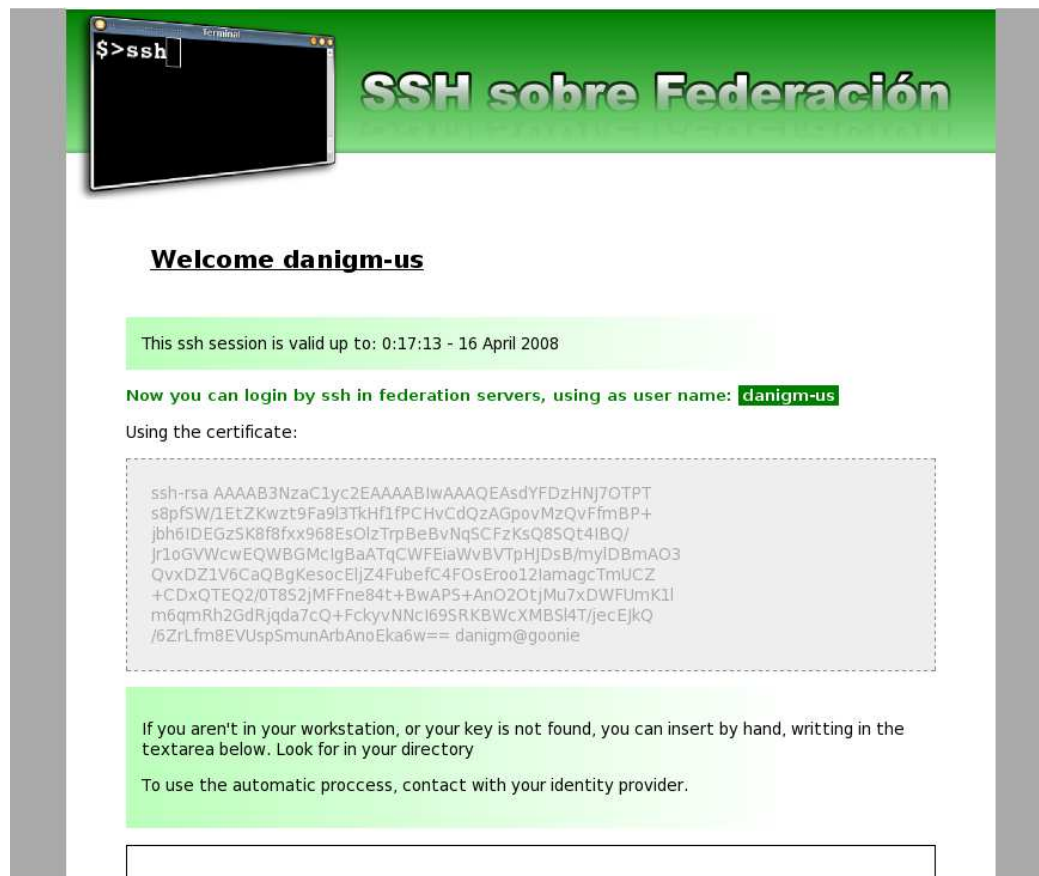 Terminal
$>ssh
SSH sobre Federación
Welcome danigm-us
This ssh session is valid up to: 0:17:13 - 16 April 2008
Now you can login by ssh in federation servers, using as user name: danigm-us
Using the certificate:
ssh-rsa AAAAB3NzaC1yc2EAAAABIwAAAQEAsdYFDzHNJ7OTPT
s8pfSW/1EtZKwzt9Fa9l3TkHf1fPCHvCdQzAGpovMzQvFfmBP+
jbh6IDEGzSK8f8fxx968EsOlzTrpBeBvNqSCFzKsQ8SQt4IBQ/
Jr1oGVWcwEQWBGMcIgBaATqCWFEiaWvBVTpHJDsB/mylDBmAO3
QvxDZ1V6CaQBgKesocEljZ4FubefC4FOsEroo12IamagcTmUCZ
+CDxQTEQ2/0T8S2jMFFne84t+BwAPS+AnO2OtjMu7xDWFUmK1l
m6qmRh2GdRjqda7cQ+FckyvNNcI69SRKBWcXMBSl4T/jecEJkQ
/6ZrLfm8EVUspSmunArbAnoEka6w== danigm@goonie
If you aren't in your workstation, or your key is not found, you can insert by hand, writting in the
textarea below. Look for in your directory
To use the automatic proccess, contact with your identity provider.